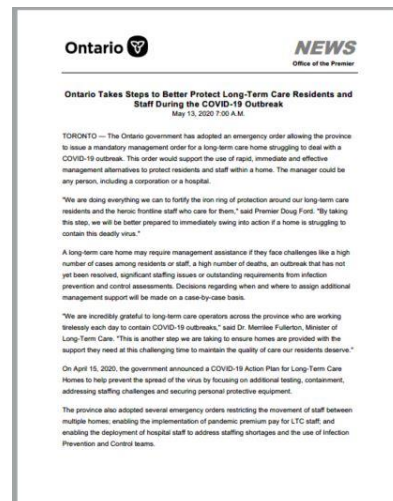 Ontario
NEWS
Office of the Premier
Ontario Takes Steps to Better Protect Long-Term Care Residents and
Staff During the COVID-19 Outbreak
May 13, 2020 7:00 A.M.
TORONTO — The Ontario government has adopted an emergency order allowing the province
to issue a mandatory management order for a long-term care home struggling to deal with a
COVID-19 outbreak. This order would support the use of rapid, immediate and effective
management alternatives to protect residents and staff within a home. The manager could be
any person, including a corporation or a hospital.
"We are doing everything we can to fortify the iron ring of protection around our long-term care
residents and the heroic frontline staff who care for them," said Premier Doug Ford. "By taking
this step, we will be better prepared to immediately swing into action if a home is struggling to
contain this deadly virus."
A long-term care home may require management assistance if they face challenges like a high
number of cases among residents or staff, a high number of deaths, an outbreak that has not
yet been resolved, significant staffing issues or outstanding requirements from infection
prevention and control assessments. Decisions regarding when and where to assign additional
management support will be made on a case-by-case basis.
"We are incredibly grateful to long-term care operators across the province who are working
tirelessly each day to contain COVID-19 outbreaks," said Dr. Merrilee Fullerton, Minister of
Long-Term Care. "This is another step we are taking to ensure homes are provided with the
support they need at this challenging time to maintain the quality of care our residents deserve."
On April 15, 2020, the government announced a COVID-19 Action Plan for Long-Term Care
Homes to help prevent the spread of the virus by focusing on additional testing, containment,
addressing staffing challenges and securing personal protective equipment.
The province also adopted several emergency orders restricting the movement of staff between
multiple homes; enabling the implementation of pandemic premium pay for LTC staff; and
enabling the deployment of hospital staff to address staffing shortages and the use of Infection
Prevention and Control teams.